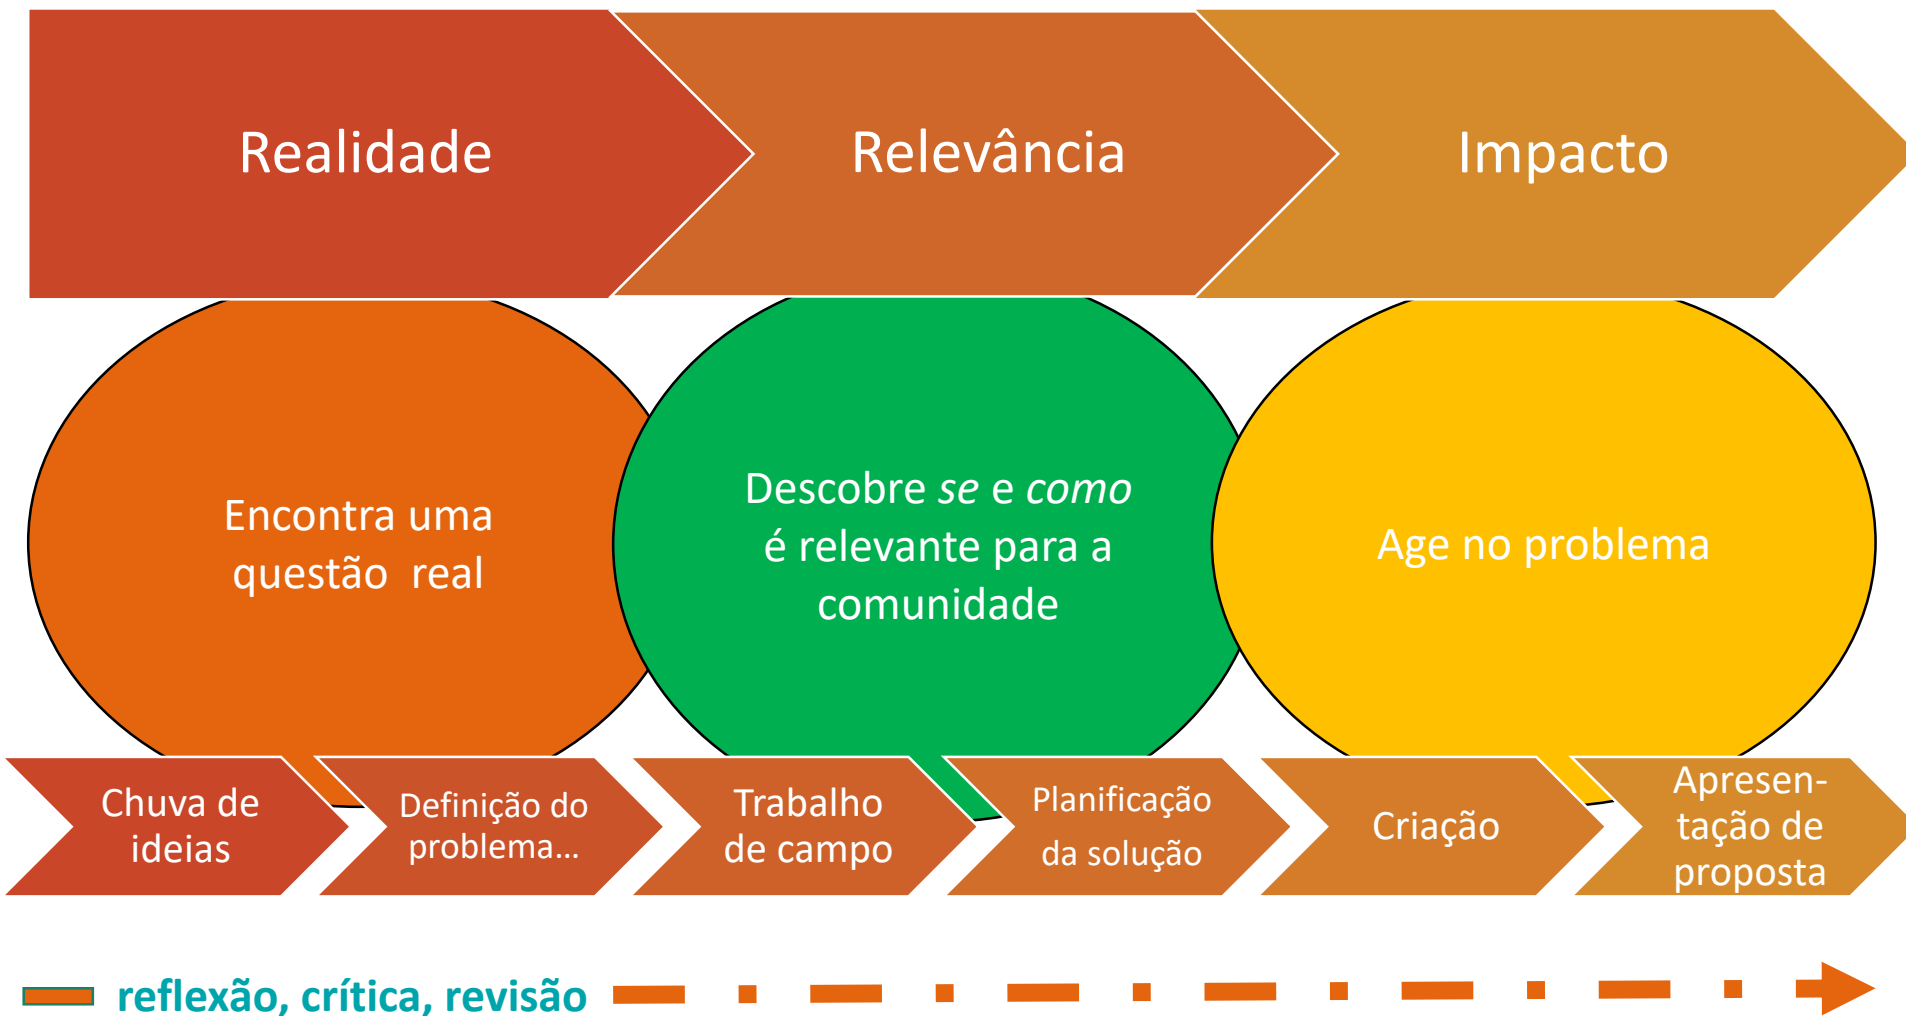 Realidade
Relevância
Impacto
Encontra uma
questão real
Descobre se e como
é relevante para a
comunidade
Age no problema
Chuva de
ideias
Definição do
problema...
Trabalho
de campo
Planificação
da solução
Criação
Apresen-
tação de
proposta
reflexão, crítica, revisão